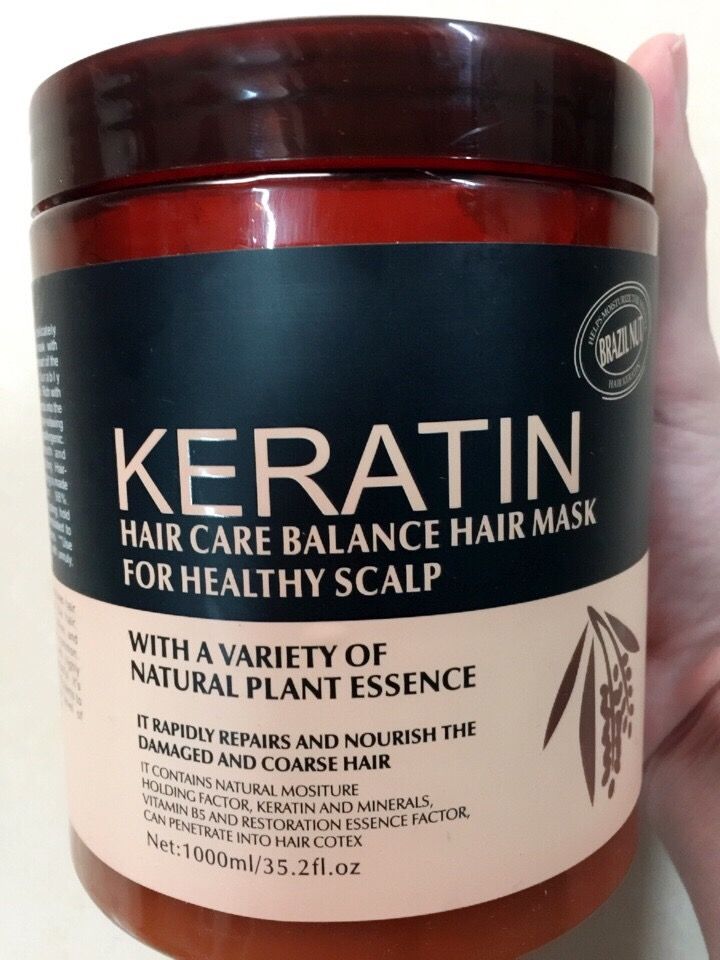 HELPS MOISTURIZE
BRAZIL NUT
KERATIN
HAIR CARE BALANCE HAIR MASK
FOR HEALTHY SCALP
WITH A VARIETY OF
NATURAL PLANT ESSENCE
IT RAPIDLY REPAIRS AND NOURISH THE
DAMAGED AND COARSE HAIR
IT CONTAINS NATURAL MOSITURE
HOLDING FACTOR, KERATIN AND MINERALS,
VITAMIN B5 AND RESTORATION ESSENCE FACTOR,
CAN PENETRATE INTO HAIR COTEX
Net:1000ml/35.2fl.oz